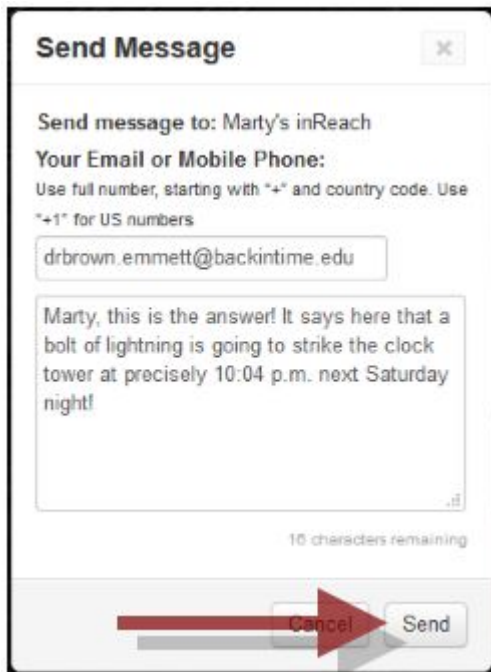 Send Message
×
Send message to: Marty's inReach
Your Email or Mobile Phone:
Use full number, starting with "+" and country code. Use
"+1" for US numbers
drbrown.emmett@backintime.edu
Marty, this is the answer! It says here that a
bolt of lightning is going to strike the clock
tower at precisely 10:04 p.m. next Saturday
night!
16 characters remaining
Cancel
Send